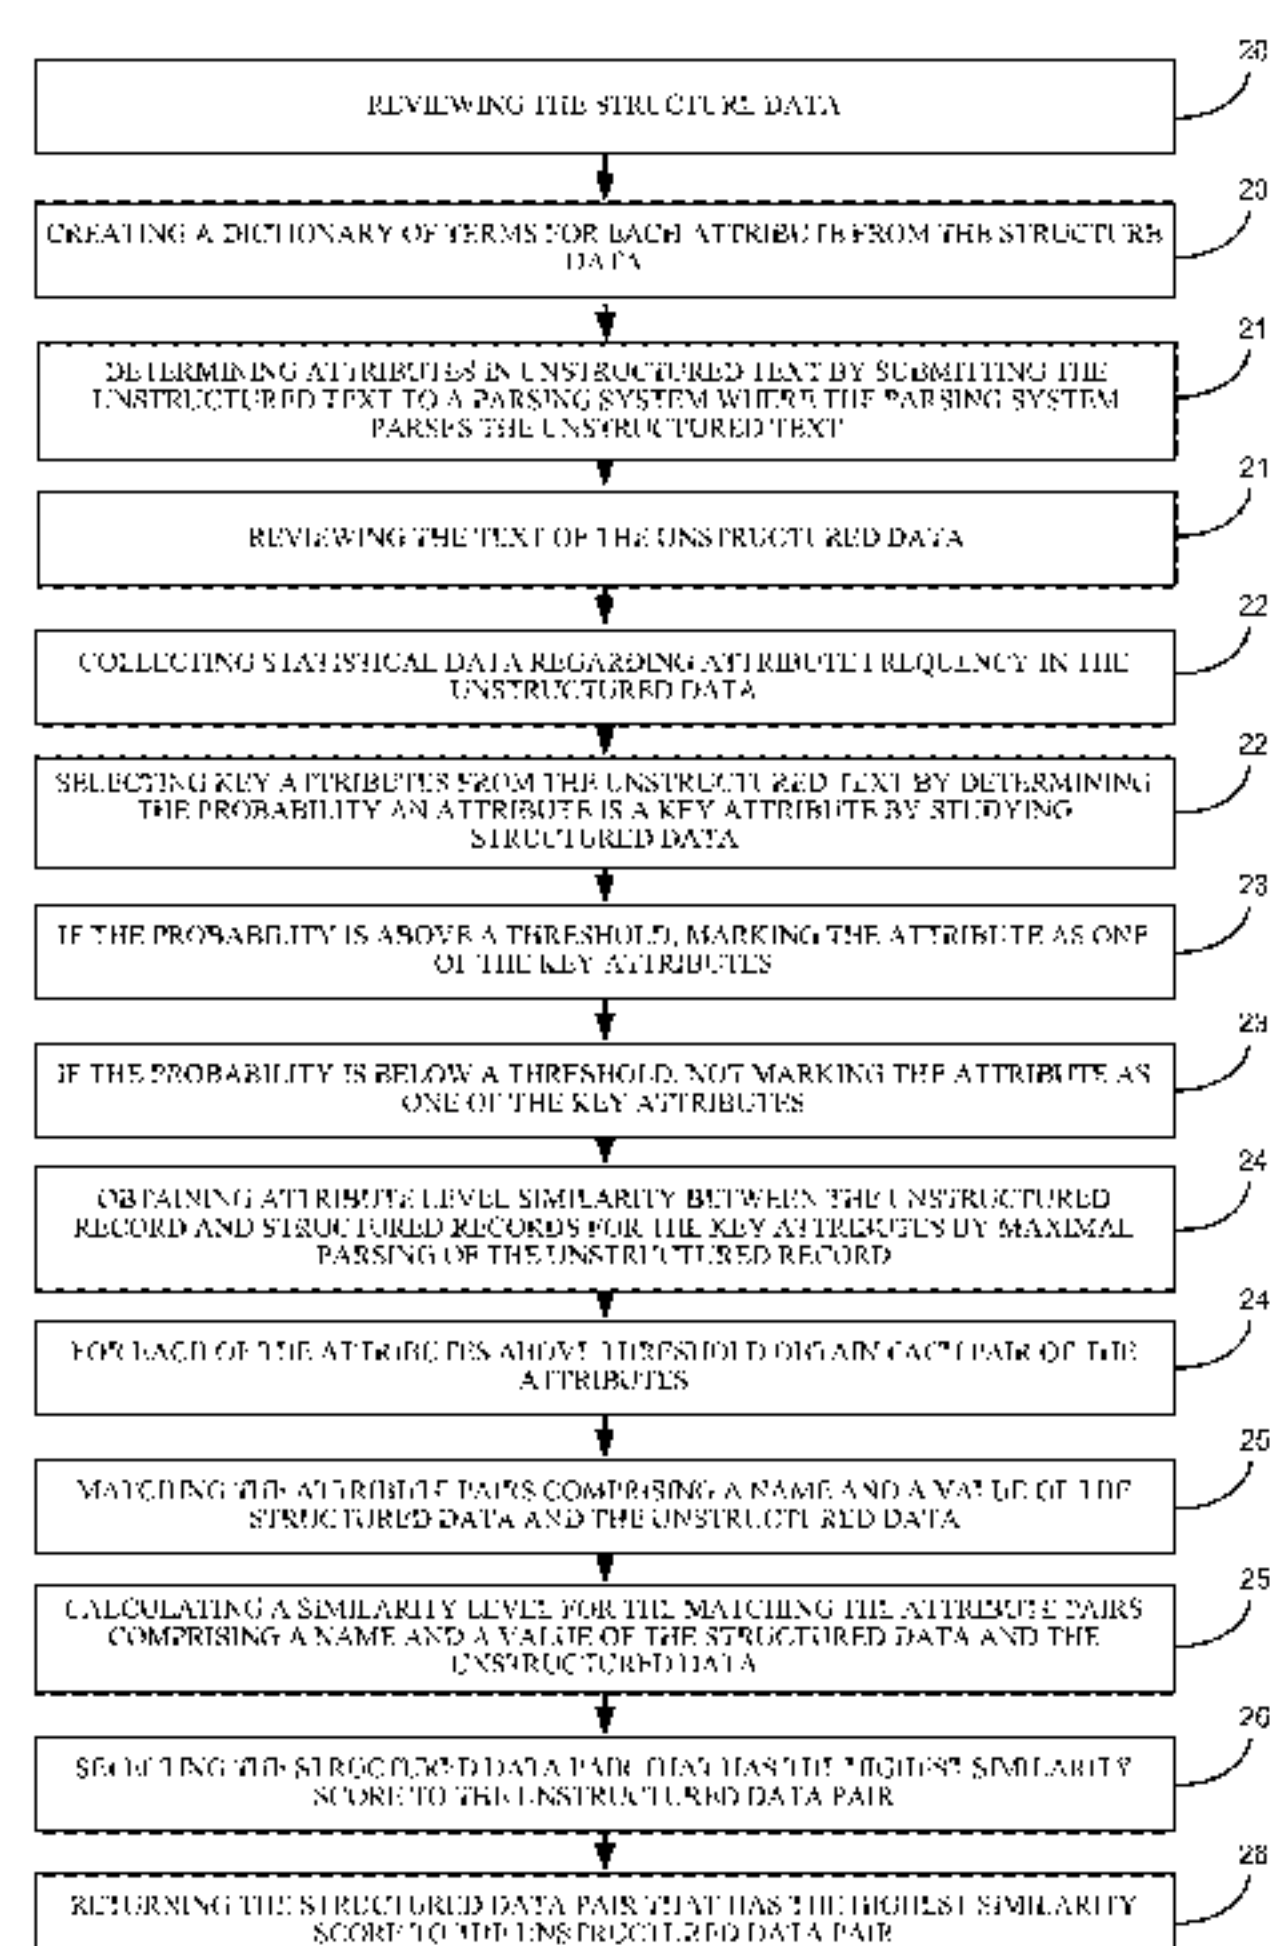 20
REVIEWING THE STRUCTURE DATA
20
CREATING A DICTIONARY OF TERMS FOR EACH ATTRIBUTE FROM THE STRUCTURE
DATA
21
DETERMINING ATTRIBUTES IN UNSTRUCTURED TEXT BY SUBMITTING THE
UNSTRUCTURED TEXT TO A PARSING SYSTEM WHERE THE PARSING SYSTEM
PARSES THE UNSTRUCTURED TEXT
21
REVIEWING THE TEXT OF THE UNSTRUCTURED DATA
22
COLLECTING STATISTICAL DATA REGARDING ATTRIBUTE FREQUENCY IN THE
UNSTRUCTURED DATA
22
SELECTING KEY ATTRIBUTES FROM THE UNSTRUCTURED TEXT BY DETERMINING
THE PROBABILITY AN ATTRIBUTE IS A KEY ATTRIBUTE BY STUDYING
STRUCTURED DATA
23
IF THE PROBABILITY IS ABOVE A THRESHOLD, MARKING THE ATTRIBUTE AS ONE
OF THE KEY ATTRIBUTES
23
IF THE PROBABILITY IS BELOW A THRESHOLD, NOT MARKING THE ATTRIBUTE AS
ONE OF THE KEY ATTRIBUTES
24
OBTAINING ATTRIBUTE LEVEL SIMILARITY BETWEEN THE UNSTRUCTURED
RECORD AND STRUCTURED RECORDS FOR THE KEY ATTRIBUTES BY MAXIMAL
PARSING OF THE UNSTRUCTURED RECORD
24
FOR EACH OF THE ATTRIBUTES ABOVE THRESHOLD OBTAIN EACH PAIR OF THE
ATTRIBUTES
25
MATCHING THE ATTRIBUTE PAIRS COMPRISING A NAME AND A VALUE OF THE
STRUCTURED DATA AND THE UNSTRUCTURED DATA
25
CALCULATING A SIMILARITY LEVEL FOR THE MATCHING THE ATTRIBUTE PAIRS
COMPRISING A NAME AND A VALUE OF THE STRUCTURED DATA AND THE
UNSTRUCTURED DATA
26
SELECTING THE STRUCTURED DATA PAIR THAT HAS THE HIGHEST SIMILARITY
SCORE TO THE UNSTRUCTURED DATA PAIR
26
RETURNING THE STRUCTURED DATA PAIR THAT HAS THE HIGHEST SIMILARITY
SCORE TO THE UNSTRUCTURED DATA PAIR